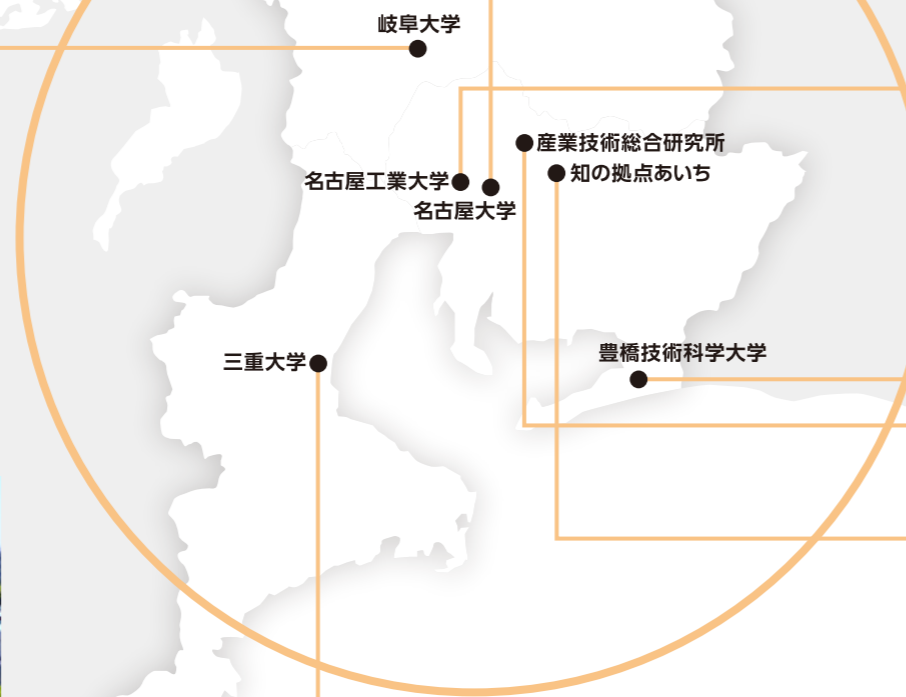 岐阜大学
産業技術総合研究所
知の拠点あいち
名古屋工業大学
名古屋大学
豊橋技術科学大学
三重大学